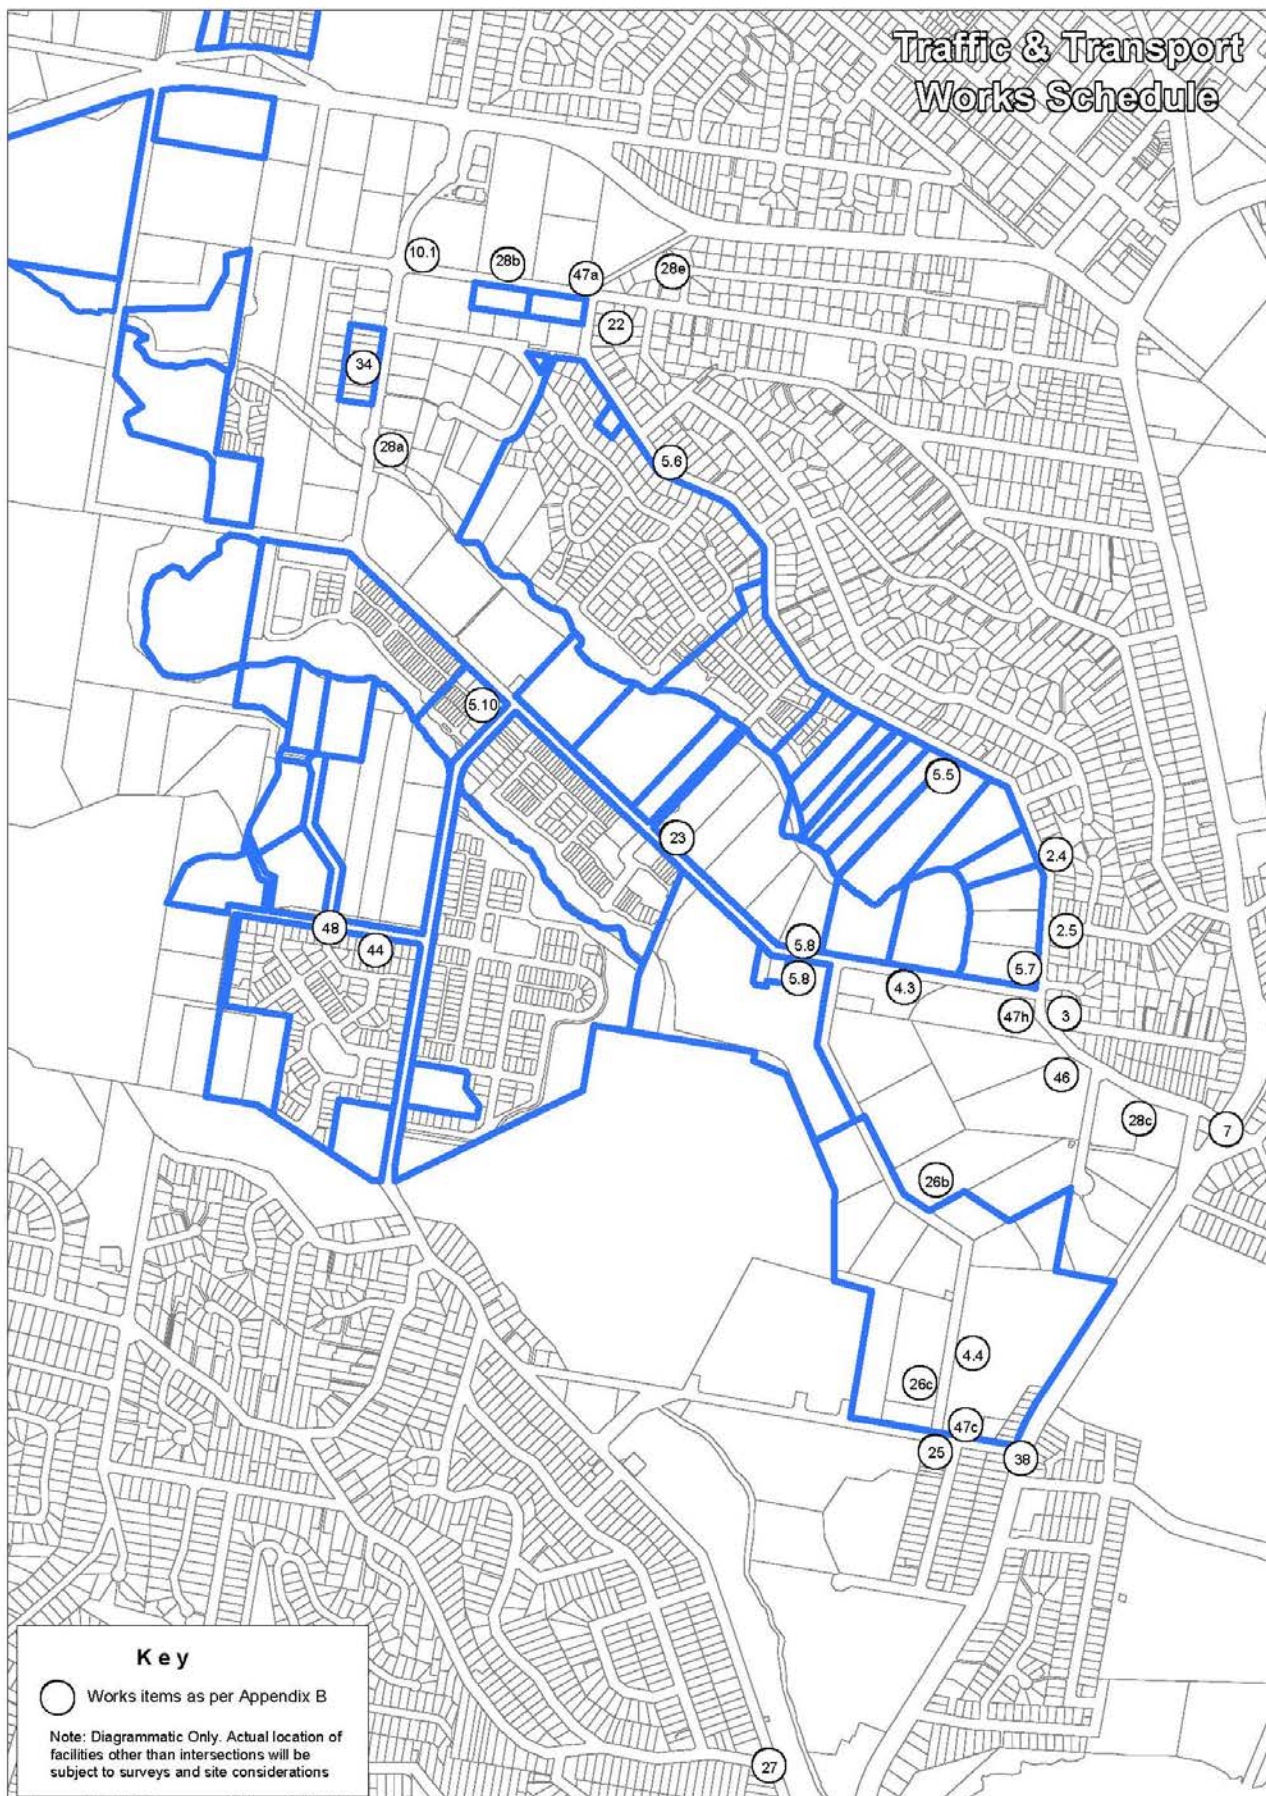 Traffic & Transport
Works Schedule
10.1
28b
47a
28e
22
34
28a
5.6
5.10
5.5
23
2.4
48
44
5.8
2.5
5.8
5.7
4.3
47h
3
46
28c
7
26b
4.4
26c
47c
25
38
27
Key
Works items as per Appendix B
Note: Diagrammatic Only. Actual location of
facilities other than intersections will be
subject to surveys and site considerations